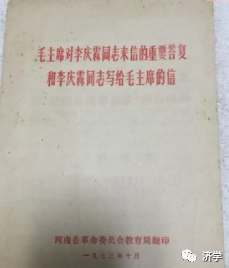 毛主席对李庆霖同志来信的重要答复
和李庆霖同志写给毛主席的信
河南省革命委员会教育局翻印
一九七三年十月
济学